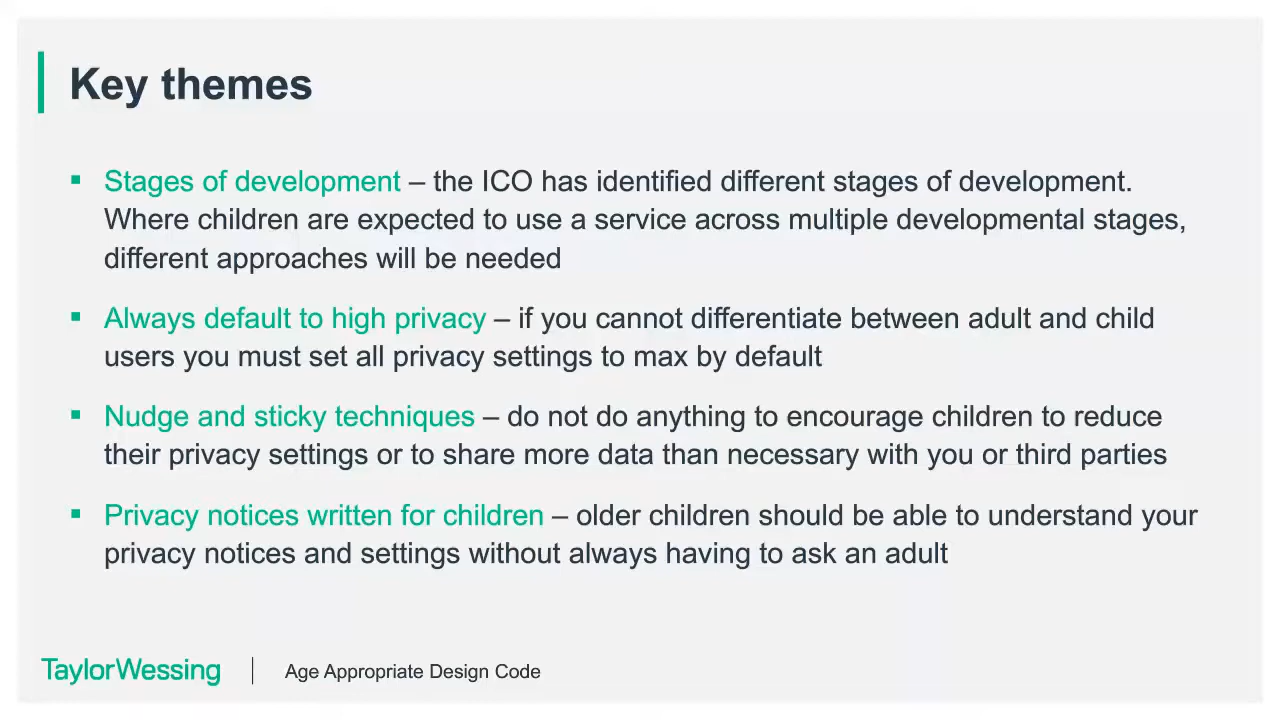 Key themes
▪ Stages of development – the ICO has identified different stages of development.
Where children are expected to use a service across multiple developmental stages,
different approaches will be needed
▪ Always default to high privacy – if you cannot differentiate between adult and child
users you must set all privacy settings to max by default
▪ Nudge and sticky techniques – do not do anything to encourage children to reduce
their privacy settings or to share more data than necessary with you or third parties
▪ Privacy notices written for children – older children should be able to understand your
privacy notices and settings without always having to ask an adult
TaylorWessing | Age Appropriate Design Code